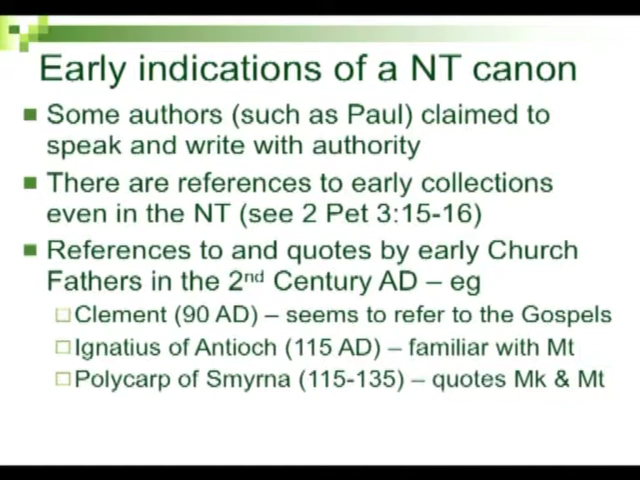 Early indications of a NT canon
Some authors (such as Paul) claimed to
speak and write with authority
There are references to early collections
even in the NT (see 2 Pet 3:15-16)
References to and quotes by early Church
Fathers in the 2nd Century AD – eg
Clement (90 AD) – seems to refer to the Gospels
Ignatius of Antioch (115 AD) – familiar with Mt
Polycarp of Smyrna (115-135) – quotes Mk & Mt